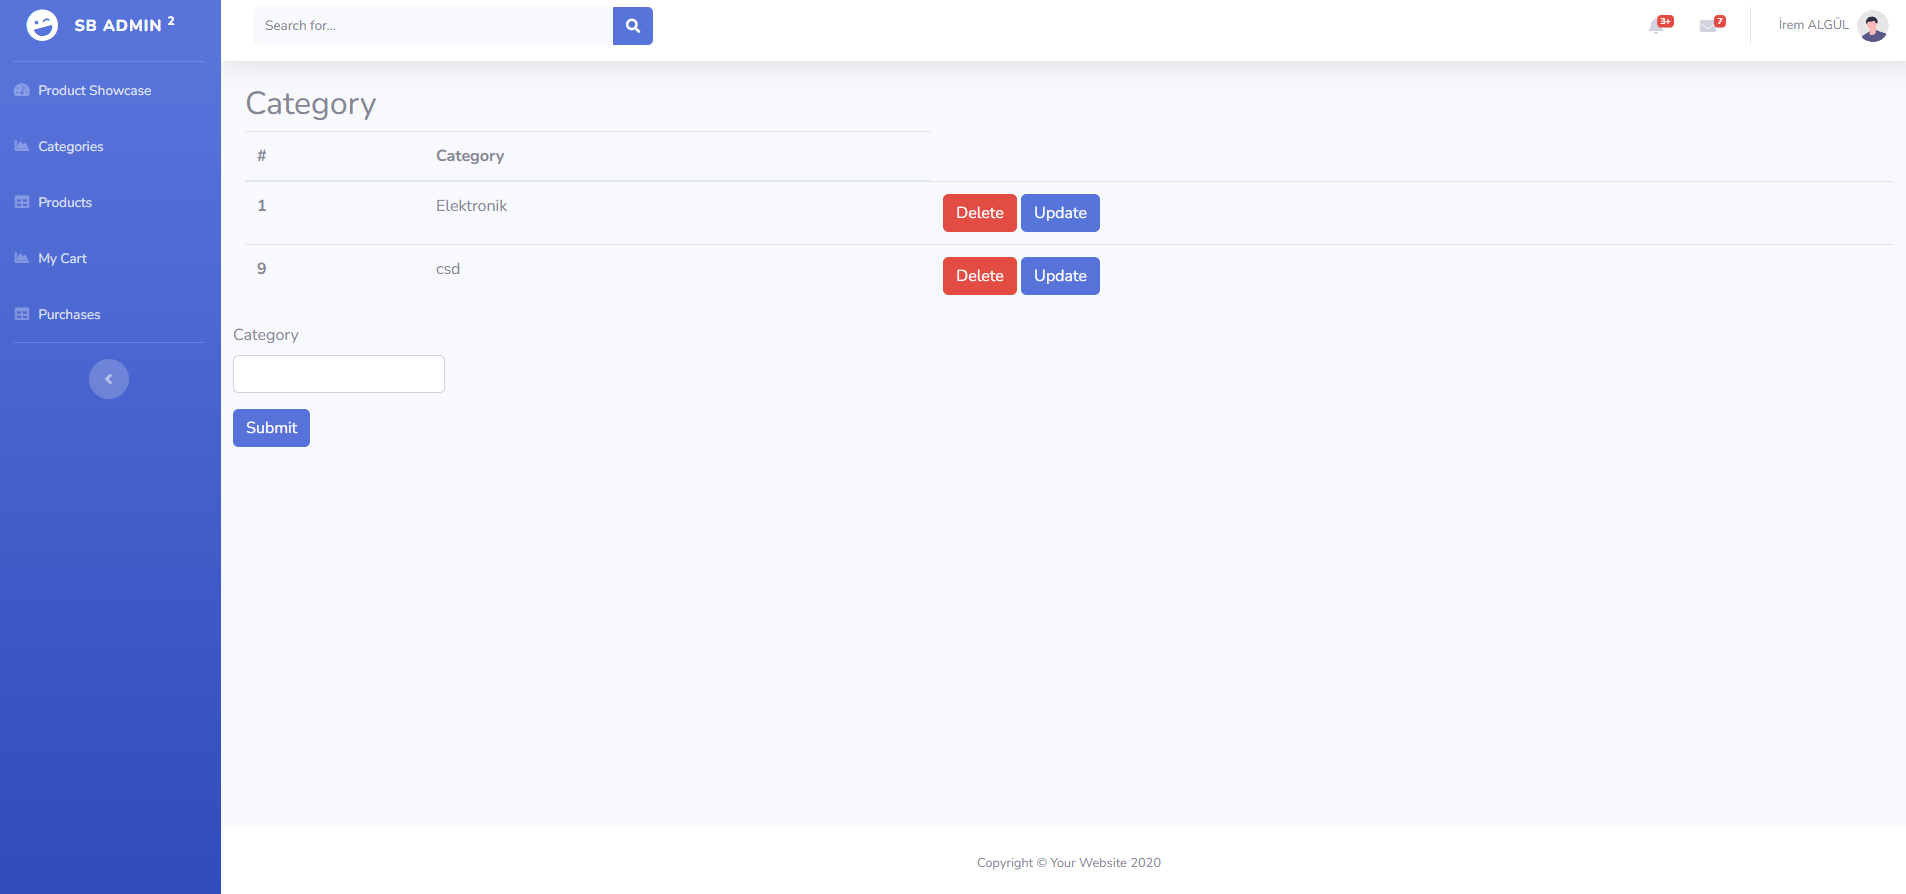 SB ADMIN 2
Search for...
3+
7
İrem ALGÜL
Product Showcase
Categories
Products
My Cart
Purchases
Category
# Category
1 Elektronik Delete Update
9 csd Delete Update
Category
Submit
Copyright © Your Website 2020